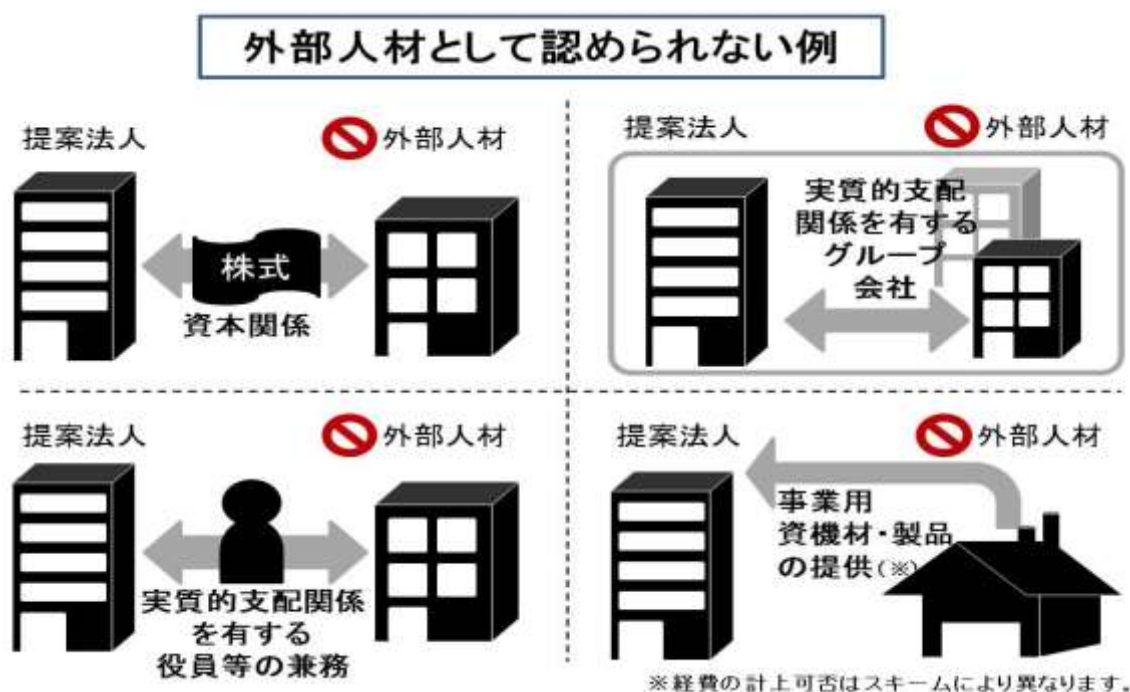 外部人材として認められない例
提案法人
外部人材
株式
資本関係
提案法人
外部人材
実質的支配
関係を有する
グループ
会社
提案法人
外部人材
実質的支配関係
を有する
役員等の兼務
提案法人
外部人材
事業用
資機材・製品
の提供(※)
※経費の計上可否はスキームにより異なります。